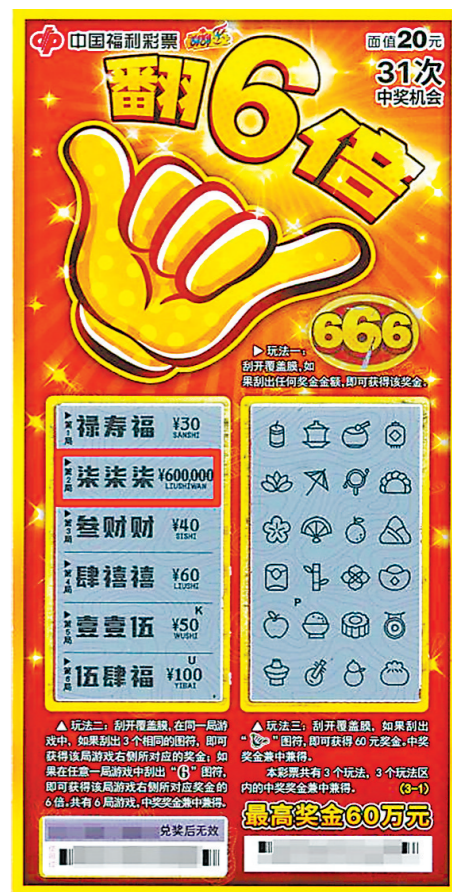 中国福利彩票 刮刮乐
面值20元
31次
中奖机会
翻6倍
666
▶玩法一:
刮开覆盖膜,如
果刮出任何奖金金额,即可获得该奖金。
▶第1局 禄 寿 福 ¥30
SANSHI
▶第2局 柒 柒 柒 ¥600,000
LIUSHIWAN
▶第3局 叁 财 财 ¥40
SISHI
▶第4局 肆 禧 禧 ¥60
LIUSHI
▶第5局 壹 壹 伍 ¥50 K
WUSHI
▶第6局 伍 肆 福 ¥100 U
YIBAI
P
▲玩法二:刮开覆盖膜,在同一局游
戏中,如果刮出3个相同的图符,即可
获得该局游戏右侧所对应的奖金;如
果在任意一局游戏中刮出“6”图符,
即可获得该局游戏右侧所对应奖金的
6倍。共有6局游戏,中奖奖金兼中兼得。
▲玩法三:刮开覆盖膜,如果刮出
“ ”图符,即可获得60元奖金。中奖
奖金兼中兼得。
本彩票共有3个玩法,3个玩法区
内的中奖奖金兼中兼得。 (3-1)
最高奖金60万元
兑奖后无效